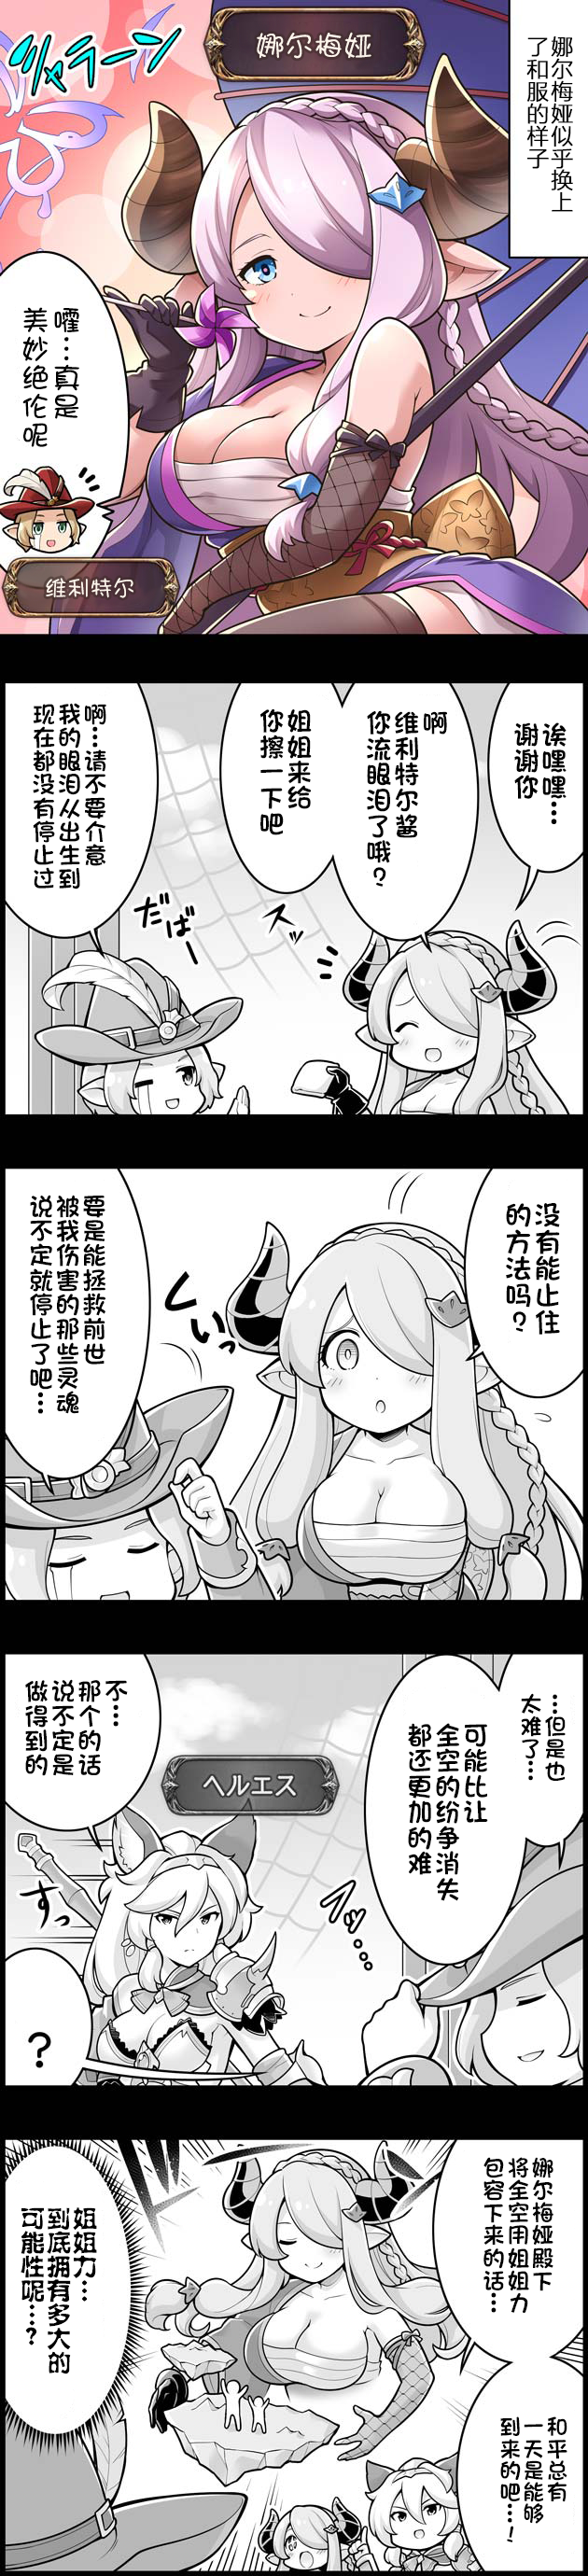 娜尔梅娅似乎换上
了和服的样子
娜尔梅娅
シャラーン
嚯…真是
美妙绝伦呢
维利特尔
诶嘿嘿…
谢谢你
啊
维利特尔酱
你流眼泪了哦?
姐姐来给
你擦一下吧
啊…请不要介意
我的眼泪从出生到
现在都没有停止过
スッ
だばー
没有能止住
的方法吗?
要是能拯救前世
被我伤害的那些灵魂
说不定就停止了吧…
くいっ
…但是也
太难了…
可能比让
全空的纷争消失
都还更加的难
不…
那个的话
说不定是
做得到的
ヘルエス
すっ
?
娜尔梅娅殿下
将全空用姐姐力
包容下来的话…
和平总有
一天是能够
到来的吧…!
姐姐力…
到底拥有多大的
可能性呢…?